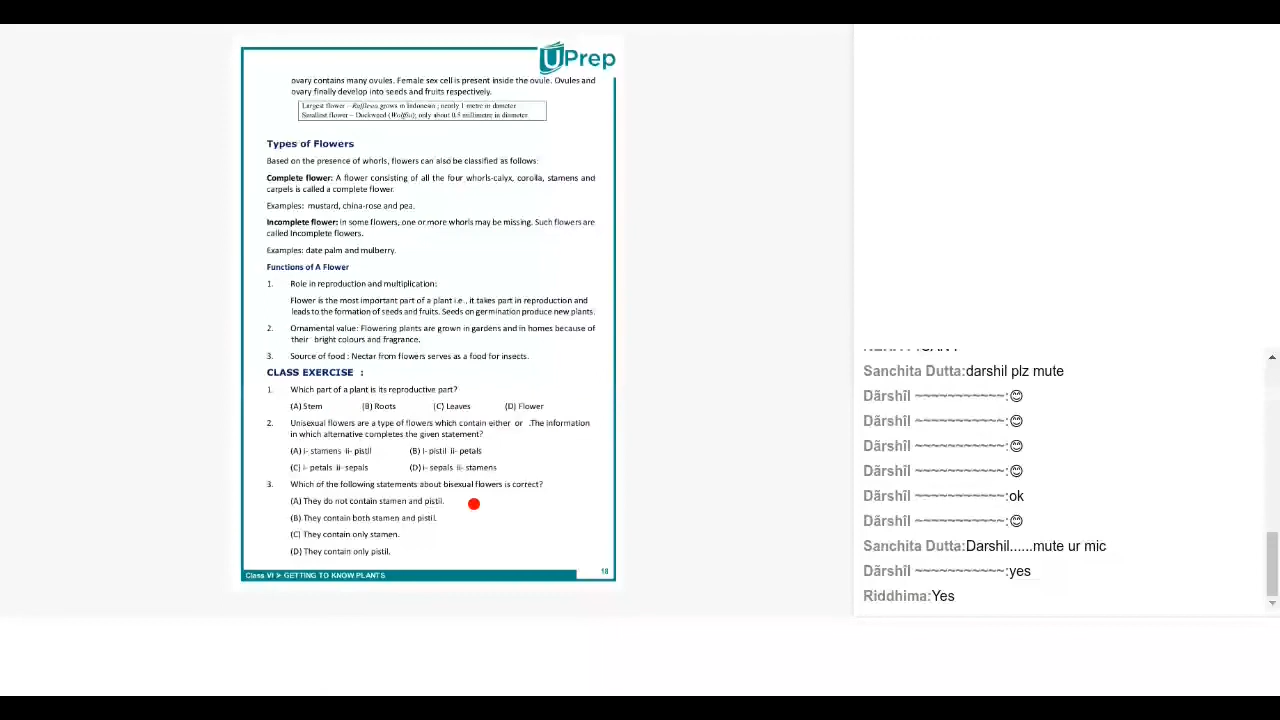 UPrep
ovary contains many ovules. Female sex cell is present inside the ovule. Ovules and
ovary finally develop into seeds and fruits respectively.
Largest flower – Rafflesia grows in Indonesia ; nearly 1 metre in diameter
Smallest flower – Duckweed (Wolffia); only about 0.5 millimetre in diameter
Types of Flowers
Based on the presence of whorls, flowers can also be classified as follows:
Complete flower: A flower consisting of all the four whorls-calyx, corolla, stamens and
carpels is called a complete flower.
Examples: mustard, china-rose and pea.
Incomplete flower: In some flowers, one or more whorls may be missing. Such flowers are
called Incomplete flowers.
Examples: date palm and mulberry.
Functions of A Flower
1. Role in reproduction and multiplication:
Flower is the most important part of a plant i.e., it takes part in reproduction and
leads to the formation of seeds and fruits. Seeds on germination produce new plants.
2. Ornamental value: Flowering plants are grown in gardens and in homes because of
their bright colours and fragrance.
3. Source of food : Nectar from flowers serves as a food for insects.
CLASS EXERCISE :
1. Which part of a plant is its reproductive part?
(A) Stem (B) Roots (C) Leaves (D) Flower
2. Unisexual flowers are a type of flowers which contain either or .The information
in which alternative completes the given statement?
(A) i- stamens ii- pistil (B) i- pistil ii- petals
(C) i- petals ii- sepals (D) i- sepals ii- stamens
3. Which of the following statements about bisexual flowers is correct?
(A) They do not contain stamen and pistil.
(B) They contain both stamen and pistil.
(C) They contain only stamen.
(D) They contain only pistil.
Class VI > GETTING TO KNOW PLANTS
18
Sanchita Dutta:darshil plz mute
Dãrshîl ~~~~~~~~~~~:😊
Dãrshîl ~~~~~~~~~~~:😊
Dãrshîl ~~~~~~~~~~~:😊
Dãrshîl ~~~~~~~~~~~:😊
Dãrshîl ~~~~~~~~~~~:ok
Dãrshîl ~~~~~~~~~~~:😊
Sanchita Dutta:Darshil......mute ur mic
Dãrshîl ~~~~~~~~~~~:yes
Riddhima:Yes